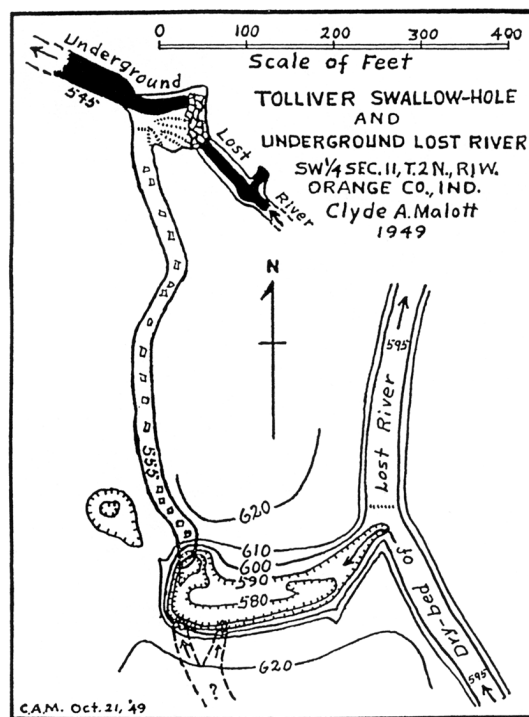 0 100 200 300 400
Scale of Feet
TOLLIVER SWALLOW-HOLE
AND
UNDERGROUND LOST RIVER
SW¼ SEC. 11, T. 2 N., R I W.
ORANGE CO., IND.
Clyde A. Malott
1949
Underground
545
Lost
River
N
595
Lost River
555
620
610
600
590
580
Dry-bed of
620
?
595
C.A.M. Oct. 21, '49